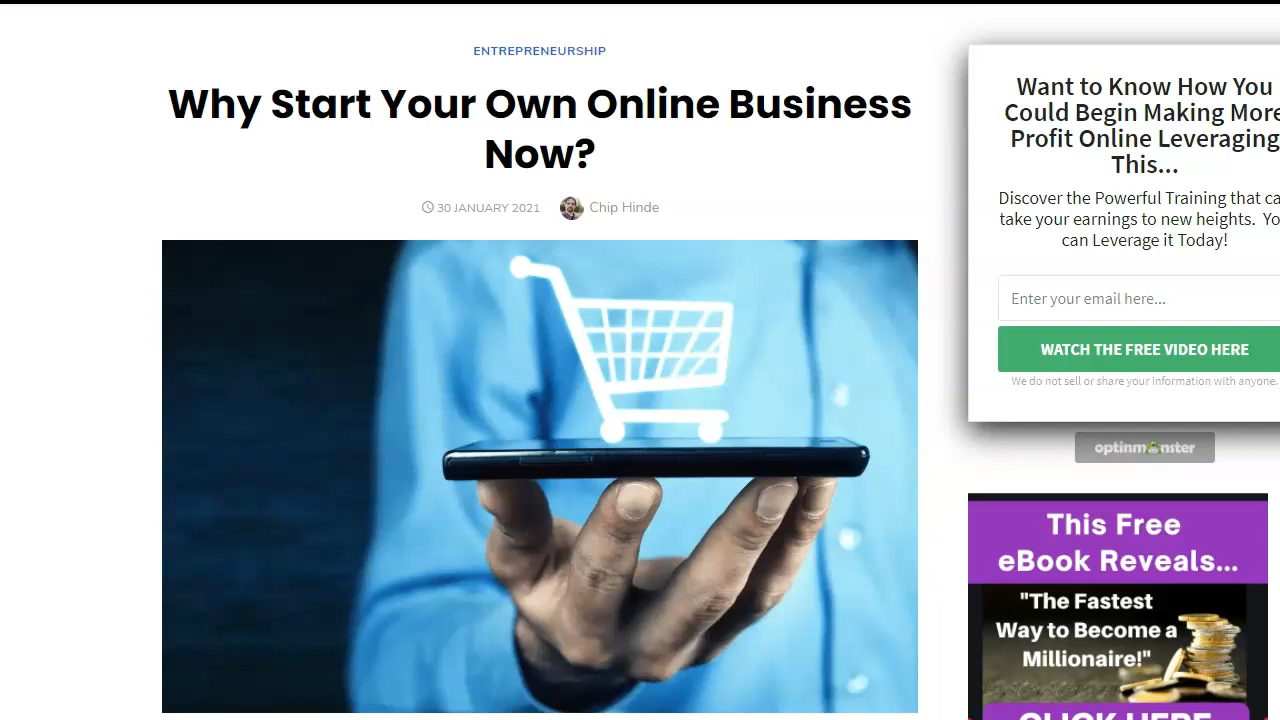 ENTREPRENEURSHIP
Why Start Your Own Online Business
Now?
30 JANUARY 2021 Chip Hinde
Want to Know How You
Could Begin Making More
Profit Online Leveraging
This...
Discover the Powerful Training that ca
take your earnings to new heights. Yo
can Leverage it Today!
Enter your email here...
WATCH THE FREE VIDEO HERE
We do not sell or share your information with anyone.
optinmonster
This Free
eBook Reveals...
"The Fastest
Way to Become a
Millionaire!"
CLICK HERE